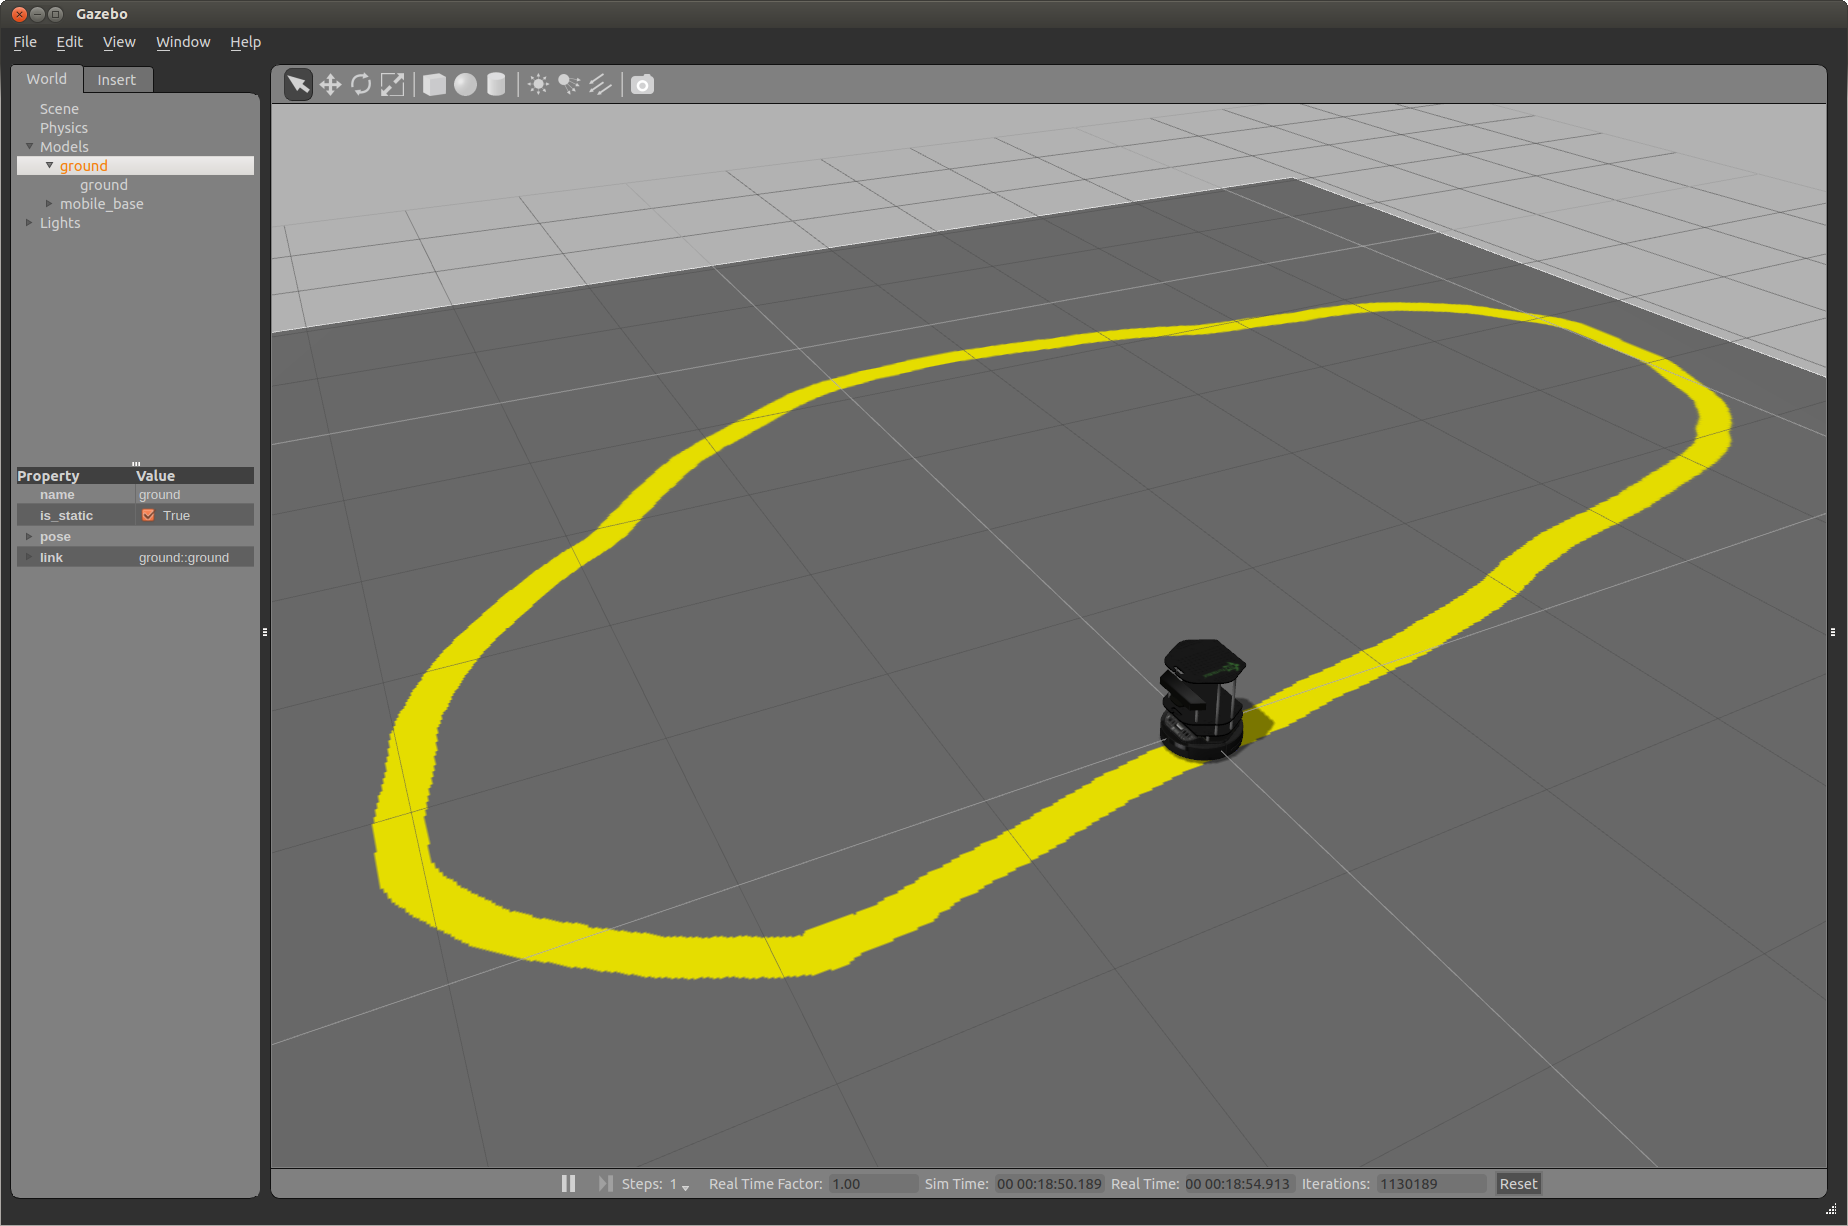 Gazebo
File Edit View Window Help
World Insert
Scene
Physics
Models
ground
ground
mobile_base
Lights
Property Value
name ground
is_static True
pose
link ground::ground
Steps: 1 Real Time Factor: 1.00 Sim Time: 00 00:18:50.189 Real Time: 00 00:18:54.913 Iterations: 1130189 Reset